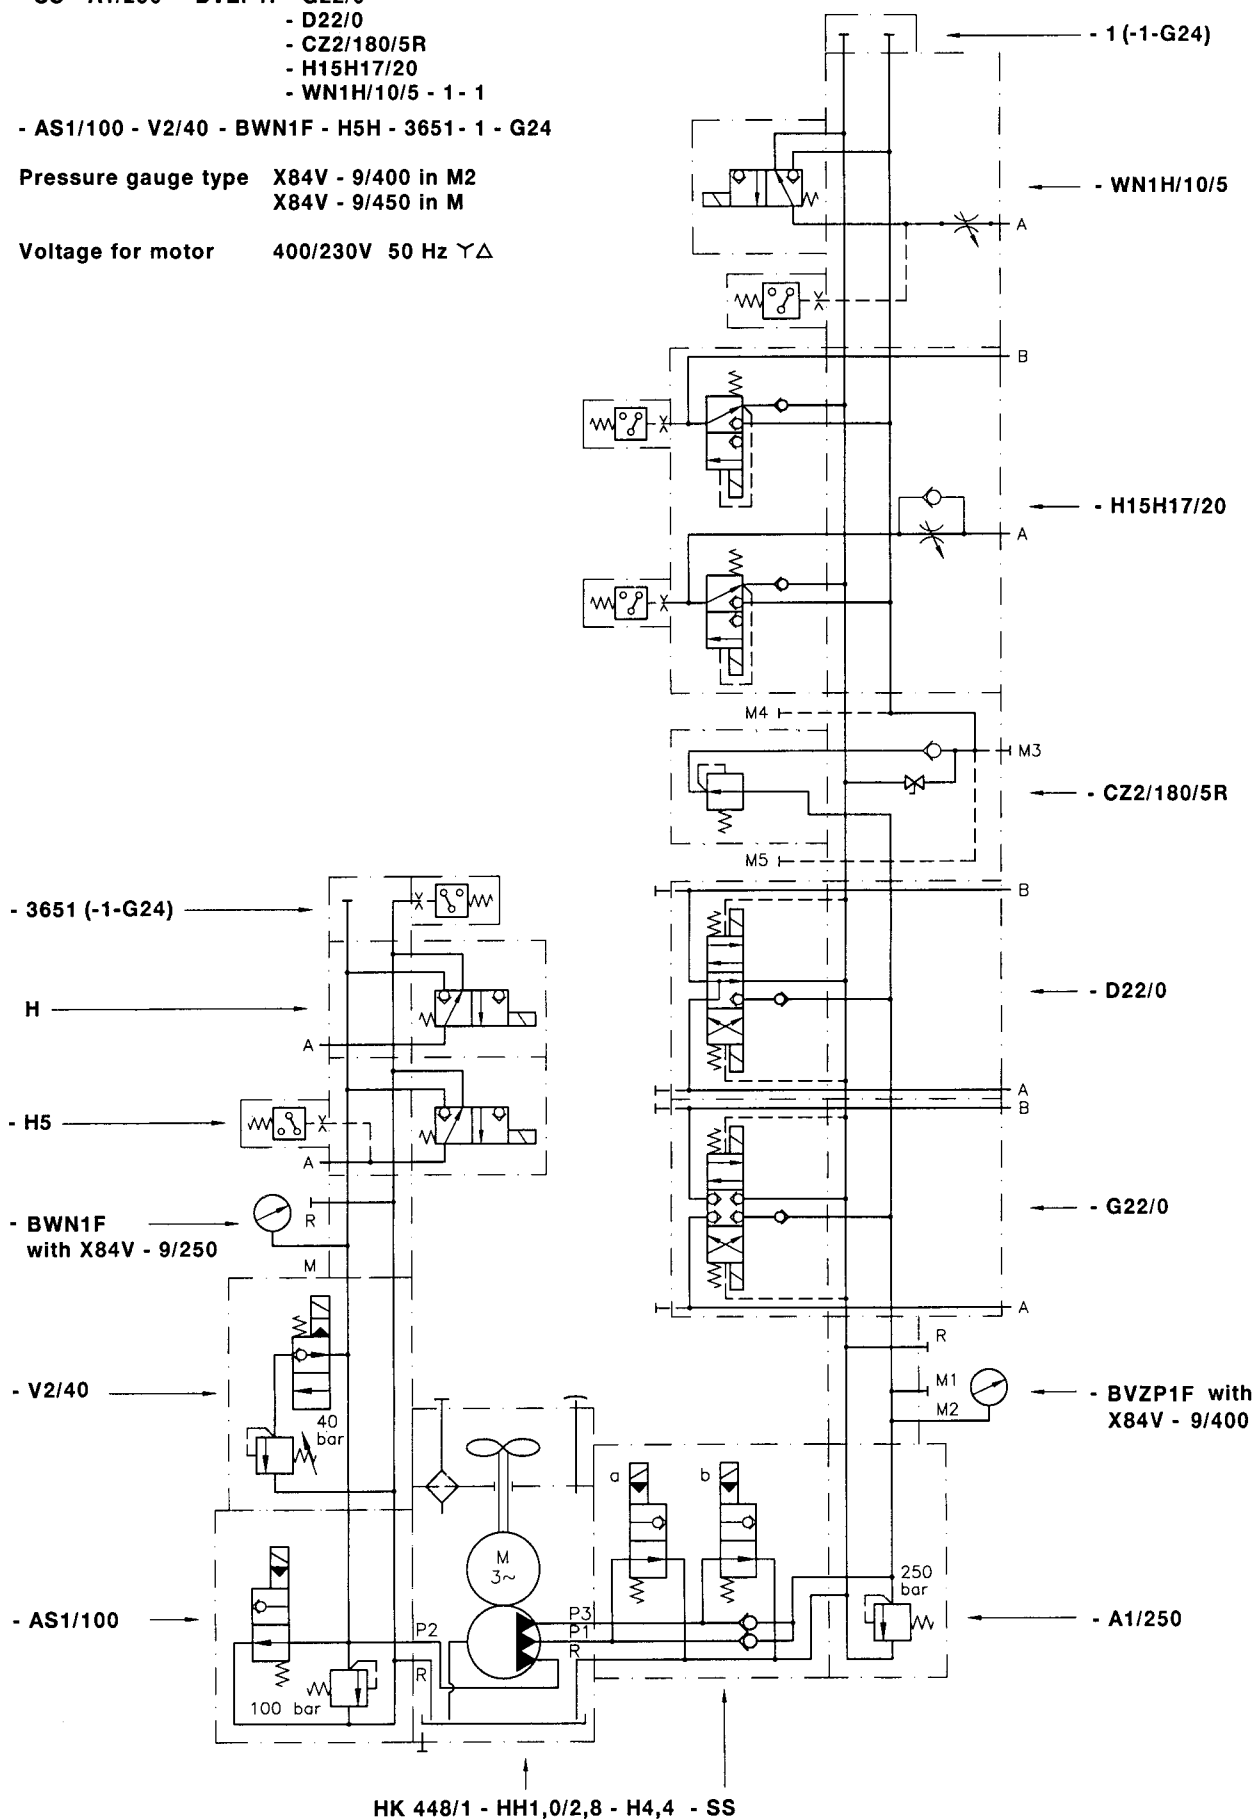 - D22/0
- CZ2/180/5R
- H15H17/20
- WN1H/10/5 - 1 - 1
- AS1/100 - V2/40 - BWN1F - H5H - 3651 - 1 - G24
Pressure gauge type X84V - 9/400 in M2
X84V - 9/450 in M
Voltage for motor 400/230V 50 Hz
- 1 (-1-G24)
- WN1H/10/5
A
B
- H15H17/20
A
M4
M3
- CZ2/180/5R
M5
B
- 3651 (-1-G24)
- D22/0
H
A
A
B
- H5
A
- G22/0
R
- BWN1F
with X84V - 9/250
M
A
R
M1
- V2/40
M2
- BVZP1F with
X84V - 9/400
40
bar
a
b
M
3~
250
bar
- AS1/100
P3
P2
P1
R
- A1/250
R
100 bar
HK 448/1 - HH1,0/2,8 - H4,4 - SS